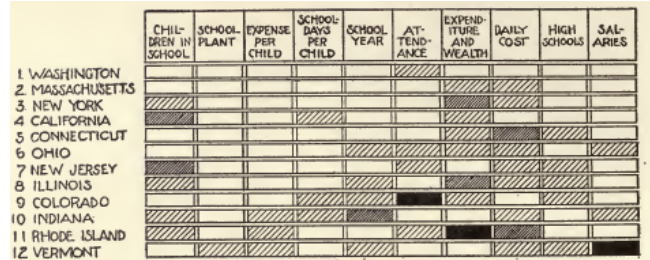 CHIL- DREN IN SCHOOL
SCHOOL PLANT
EXPENSE PER CHILD
SCHOOL- DAYS PER CHILD
SCHOOL YEAR
AT- TEND- ANCE
EXPEND- ITURE AND WEALTH
DAILY COST
HIGH SCHOOLS
SAL- ARIES
1 WASHINGTON
2 MASSACHUSETTS
3 NEW YORK
4 CALIFORNIA
5 CONNECTICUT
6 OHIO
7 NEW JERSEY
8 ILLINOIS
9 COLORADO
10 INDIANA
11 RHODE ISLAND
12 VERMONT